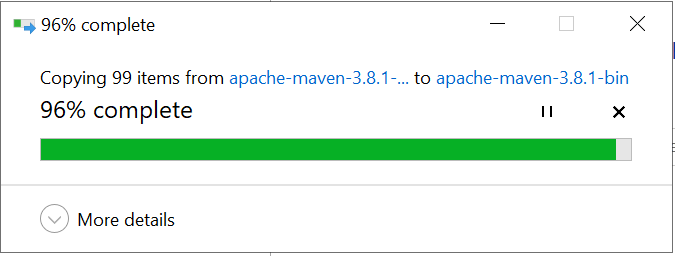 96% complete
Copying 99 items from apache-maven-3.8.1-... to apache-maven-3.8.1-bin
96% complete
More details